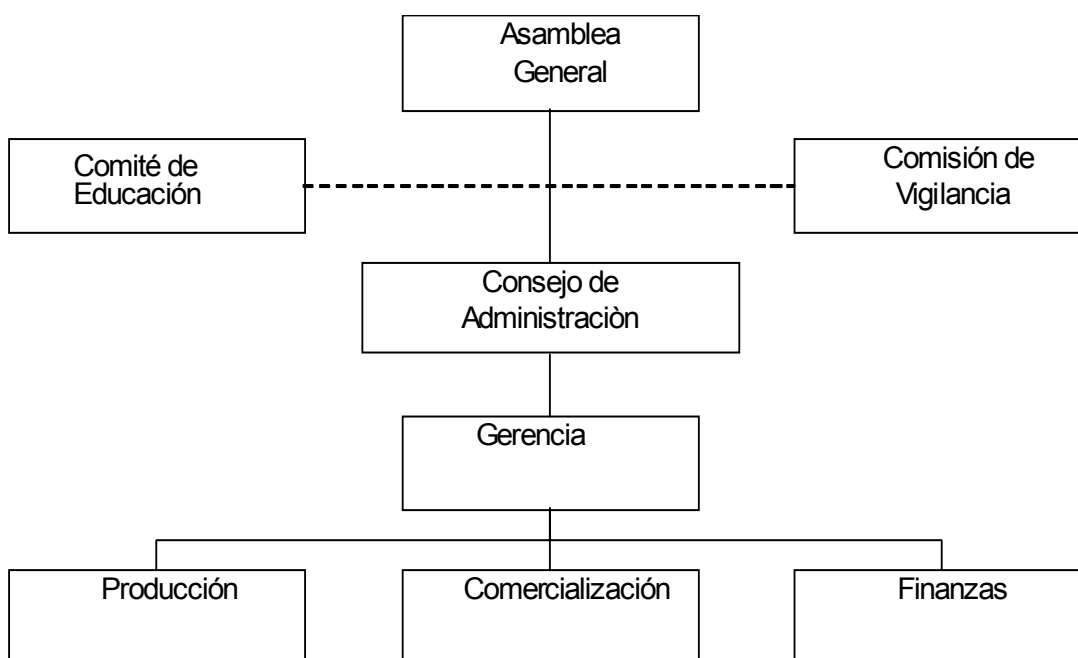 Asamblea
General
Comité de
Educación
Comisión de
Vigilancia
Consejo de
Administraciòn
Gerencia
Producción
Comercialización
Finanzas